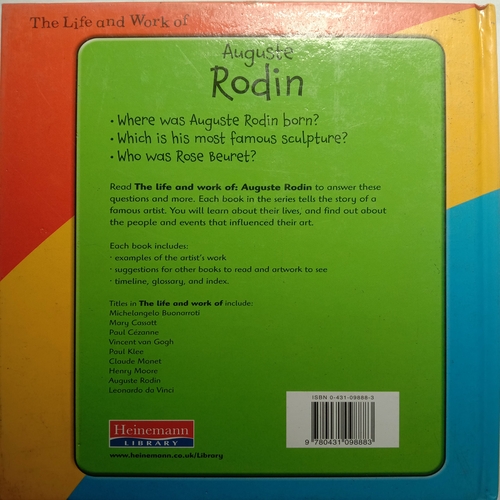 The Life and Work of
Auguste
Rodin
• Where was Auguste Rodin born?
• Which is his most famous sculpture?
• Who was Rose Beuret?
Read The life and work of: Auguste Rodin to answer these
questions and more. Each book in the series tells the story of a
famous artist. You will learn about their lives, and find out about
the people and events that influenced their art.
Each book includes:
· examples of the artist's work
· suggestions for other books to read and artwork to see
· timeline, glossary, and index.
Titles in The life and work of include:
Michelangelo Buonarroti
Mary Cassatt
Paul Cézanne
Vincent van Gogh
Paul Klee
Claude Monet
Henry Moore
Auguste Rodin
Leonardo da Vinci
Heinemann
LIBRARY
www.heinemann.co.uk/Library
ISBN 0-431-09888-3
9 780431 098883